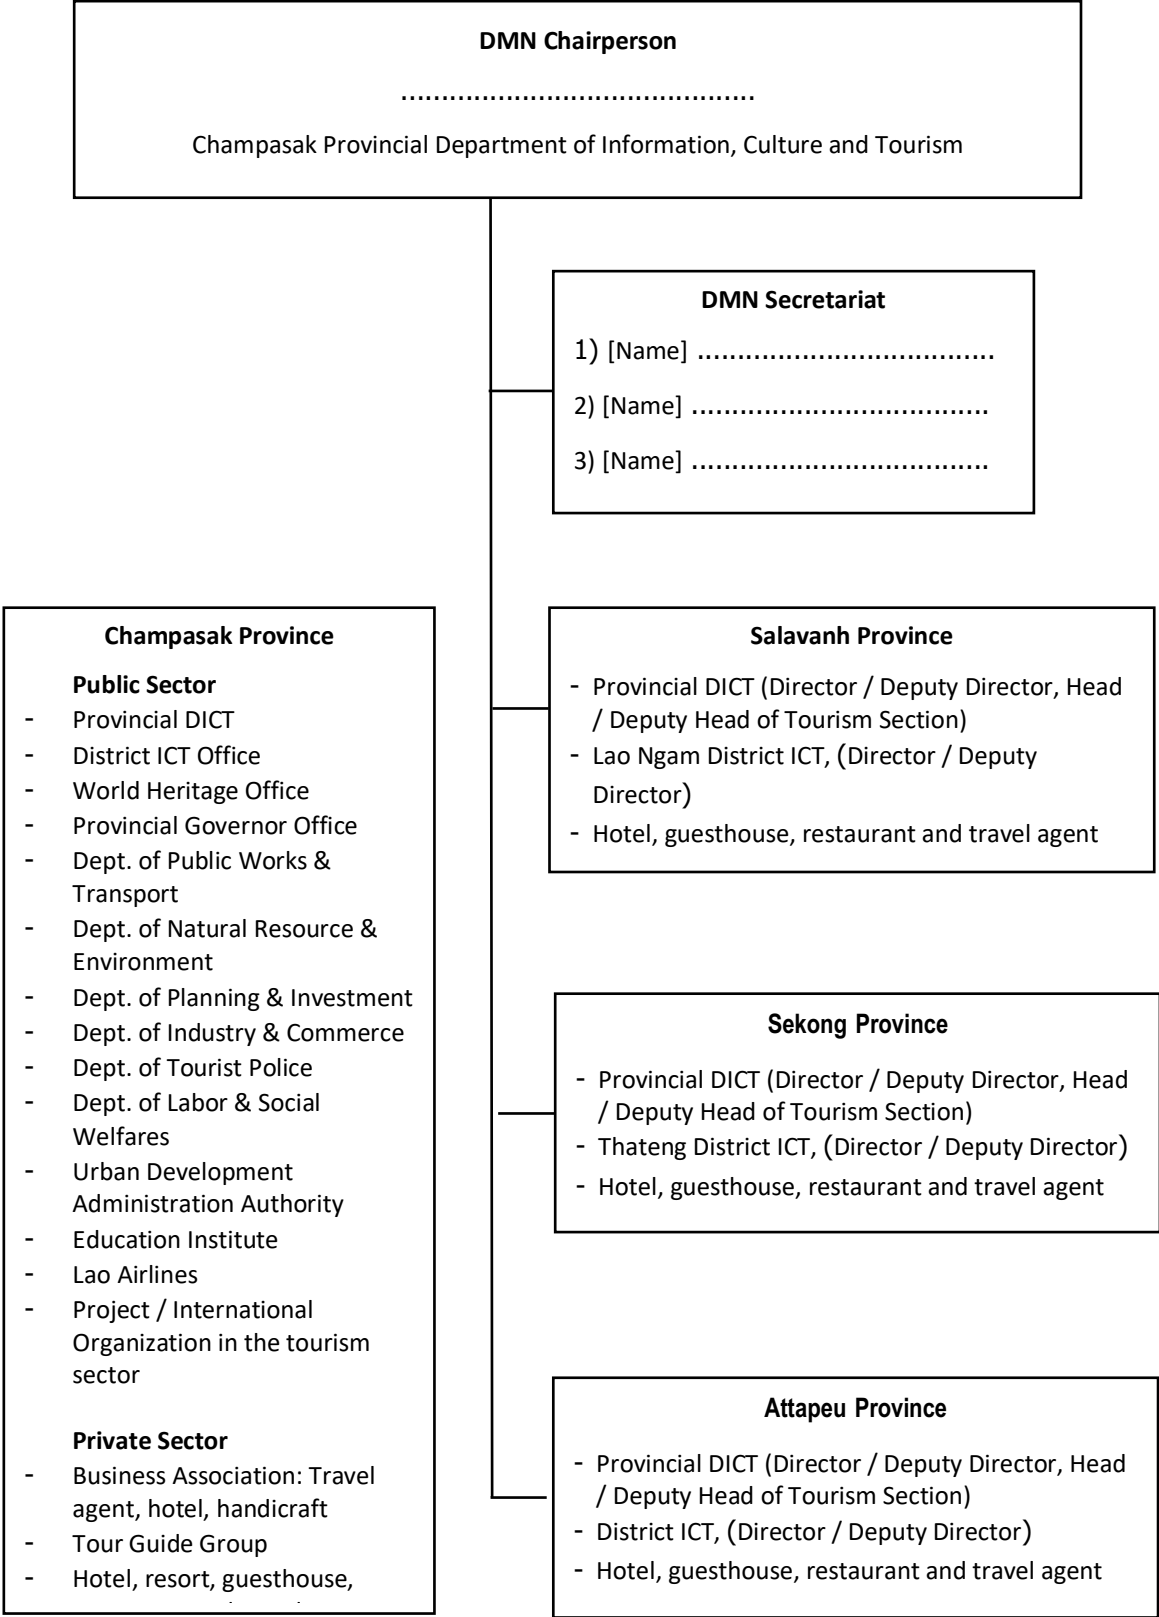 DMN Chairperson
............................................
Champasak Provincial Department of Information, Culture and Tourism
DMN Secretariat
1) [Name] .....................................
2) [Name] .....................................
3) [Name] .....................................
Champasak Province
Public Sector
- Provincial DICT
- District ICT Office
- World Heritage Office
- Provincial Governor Office
- Dept. of Public Works &
Transport
- Dept. of Natural Resource &
Environment
- Dept. of Planning & Investment
- Dept. of Industry & Commerce
- Dept. of Tourist Police
- Dept. of Labor & Social
Welfares
- Urban Development
Administration Authority
- Education Institute
- Lao Airlines
- Project / International
Organization in the tourism
sector
Private Sector
- Business Association: Travel
agent, hotel, handicraft
- Tour Guide Group
- Hotel, resort, guesthouse,
Salavanh Province
- Provincial DICT (Director / Deputy Director, Head
/ Deputy Head of Tourism Section)
- Lao Ngam District ICT, (Director / Deputy
Director)
- Hotel, guesthouse, restaurant and travel agent
Sekong Province
- Provincial DICT (Director / Deputy Director, Head
/ Deputy Head of Tourism Section)
- Thateng District ICT, (Director / Deputy Director)
- Hotel, guesthouse, restaurant and travel agent
Attapeu Province
- Provincial DICT (Director / Deputy Director, Head
/ Deputy Head of Tourism Section)
- District ICT, (Director / Deputy Director)
- Hotel, guesthouse, restaurant and travel agent